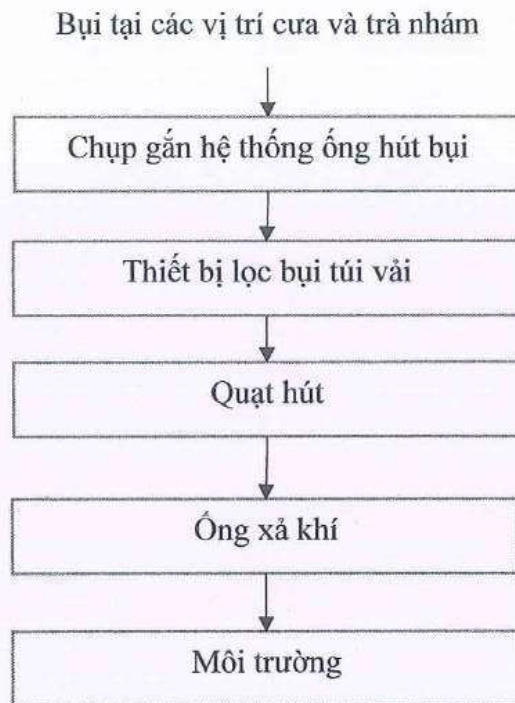 Bụi tại các vị trí cưa và trà nhám
Chụp gắn hệ thống ống hút bụi
Thiết bị lọc bụi túi vải
Quạt hút
Ống xả khí
Môi trường